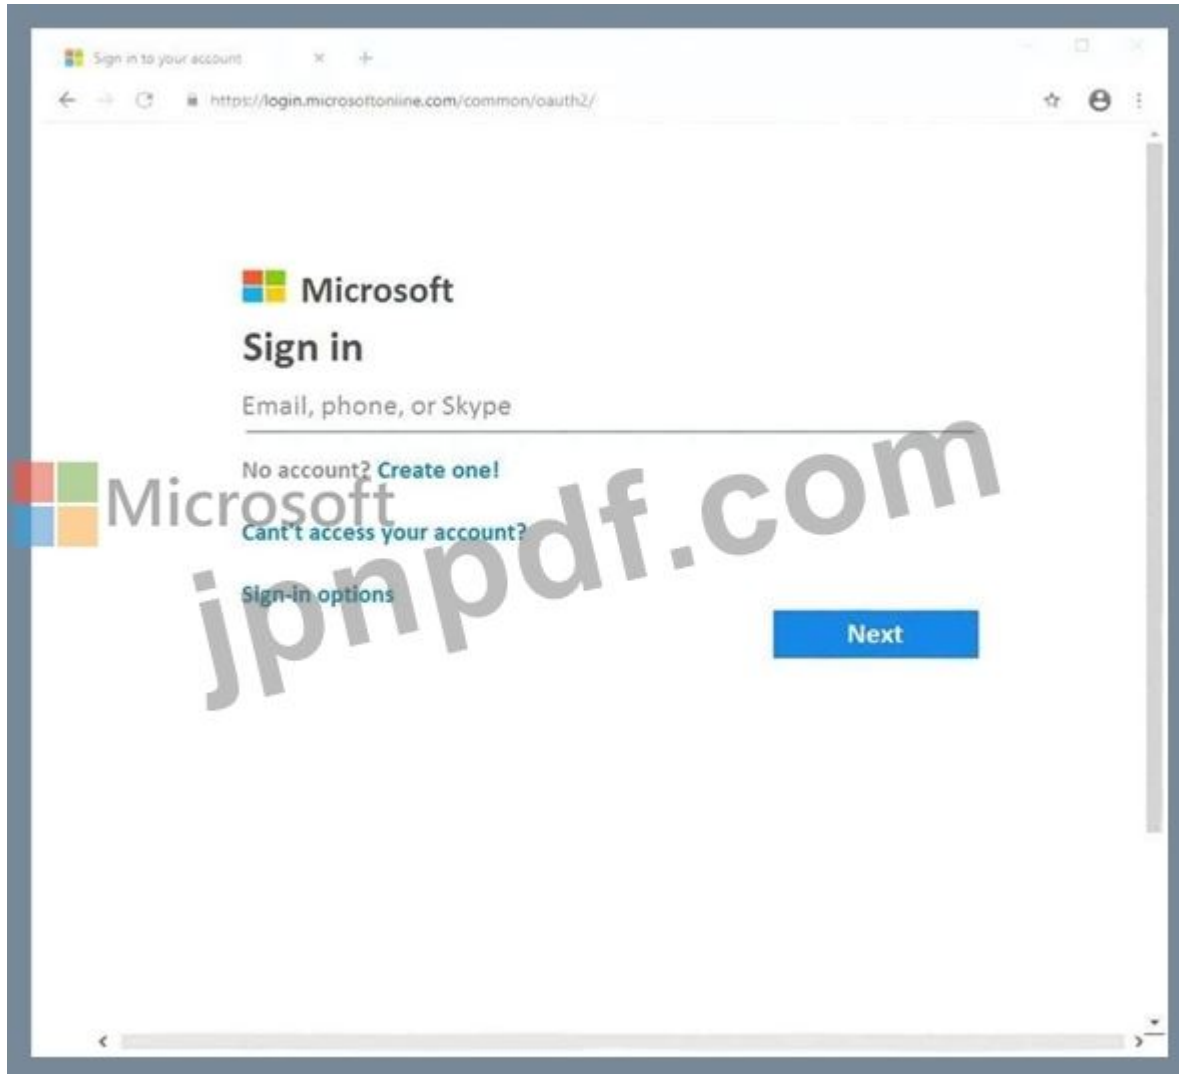 Sign in to your account
https://login.microsoftonline.com/common/oauth2/
Microsoft
Sign in
Email, phone, or Skype
No account? Create one!
Microsoft
Cant't access your account?
jpnpdf.com
Sign-in options
Next